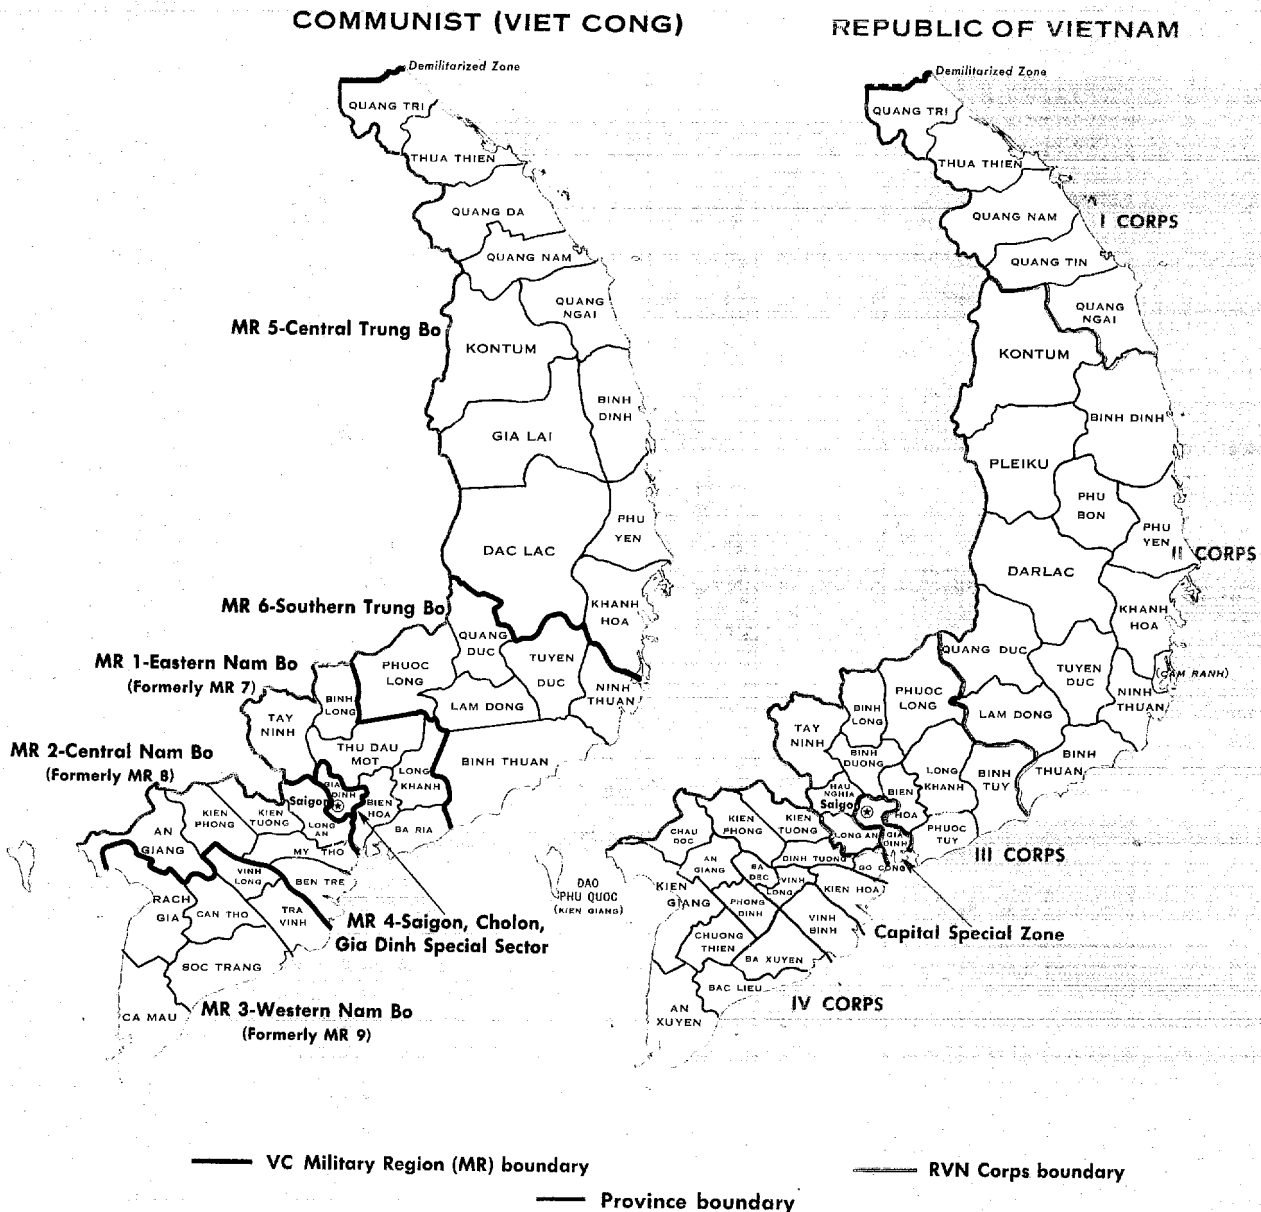 COMMUNIST (VIET CONG)
Demilitarized Zone
QUANG TRI
THUA THIEN
QUANG DA
QUANG NAM
QUANG
NGAI
MR 5-Central Trung Bo
KONTUM
BINH
DINH
GIA LAI
PHU
YEN
DAC LAC
MR 6-Southern Trung Bo
KHANH
HOA
QUANG
DUC
TUYEN
DUC
MR 1-Eastern Nam Bo
(Formerly MR 7)
PHUOC
LONG
NINH
THUAN
BINH
LONG
LAM DONG
TAY
NINH
MR 2-Central Nam Bo
(Formerly MR 8)
THU DAU
MOT
BINH THUAN
LONG
KHANH
GIA
DINH
Saigon
BIEN
HOA
KIEN
PHONG
KIEN
TUONG
LONG
AN
BA RIA
AN
GIANG
MY THO
VINH
LONG
BEN TRE
RACH
GIA
CAN THO
TRA
VINH
MR 4-Saigon, Cholon,
Gia Dinh Special Sector
SOC TRANG
MR 3-Western Nam Bo
(Formerly MR 9)
CA MAU
REPUBLIC OF VIETNAM
Demilitarized Zone
QUANG TRI
THUA THIEN
QUANG NAM
I CORPS
QUANG TIN
QUANG
NGAI
KONTUM
BINH DINH
PLEIKU
PHU
BON
PHU
YEN
II CORPS
DARLAC
KHANH
HOA
QUANG DUC
TUYEN
DUC
(CAM RANH)
NINH
THUAN
PHUOC
LONG
BINH
LONG
LAM DONG
TAY
NINH
BINH
DUONG
BINH
THUAN
LONG
KHANH
BINH
TUY
HAU
NGHIA
Saigon
BIEN
HOA
KIEN
PHONG
KIEN
TUONG
PHUOC
TUY
CHAU
DOC
LONG AN
GIA
DINH
III CORPS
AN
GIANG
SA
DEC
DINH TUONG
GO CONG
DAO
PHU QUOC
(KIEN GIANG)
KIEN
GIANG
VINH
LONG
KIEN HOA
PHONG
DINH
VINH
BINH
Capital Special Zone
CHUONG
THIEN
BA XUYEN
BAC LIEU
IV CORPS
AN
XUYEN
VC Military Region (MR) boundary
RVN Corps boundary
Province boundary